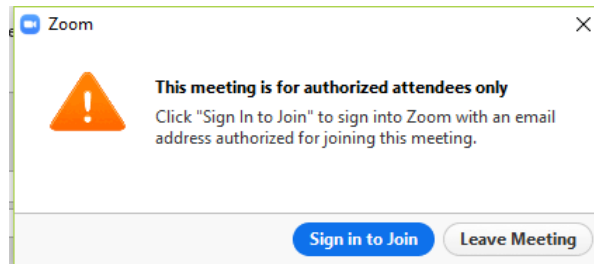 Zoom
This meeting is for authorized attendees only
Click "Sign In to Join" to sign into Zoom with an email
address authorized for joining this meeting.
Sign in to Join Leave Meeting